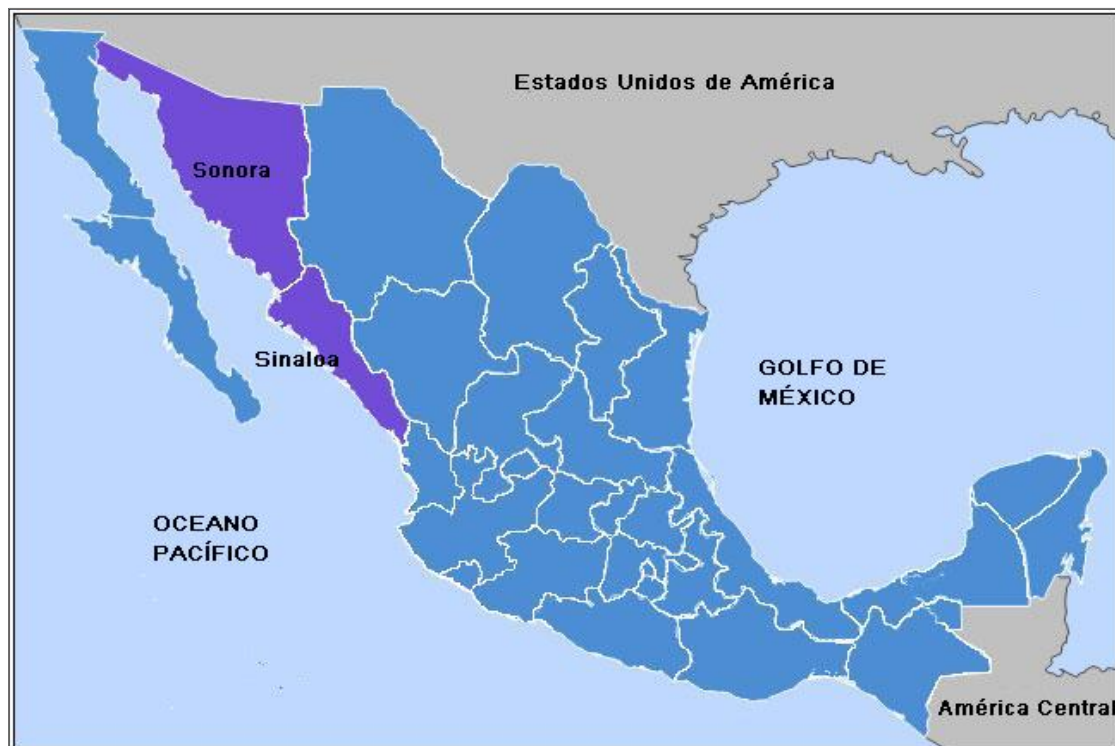 Estados Unidos de América
Sonora
Sinaloa
GOLFO DE
MÉXICO
OCEANO
PACÍFICO
América Central